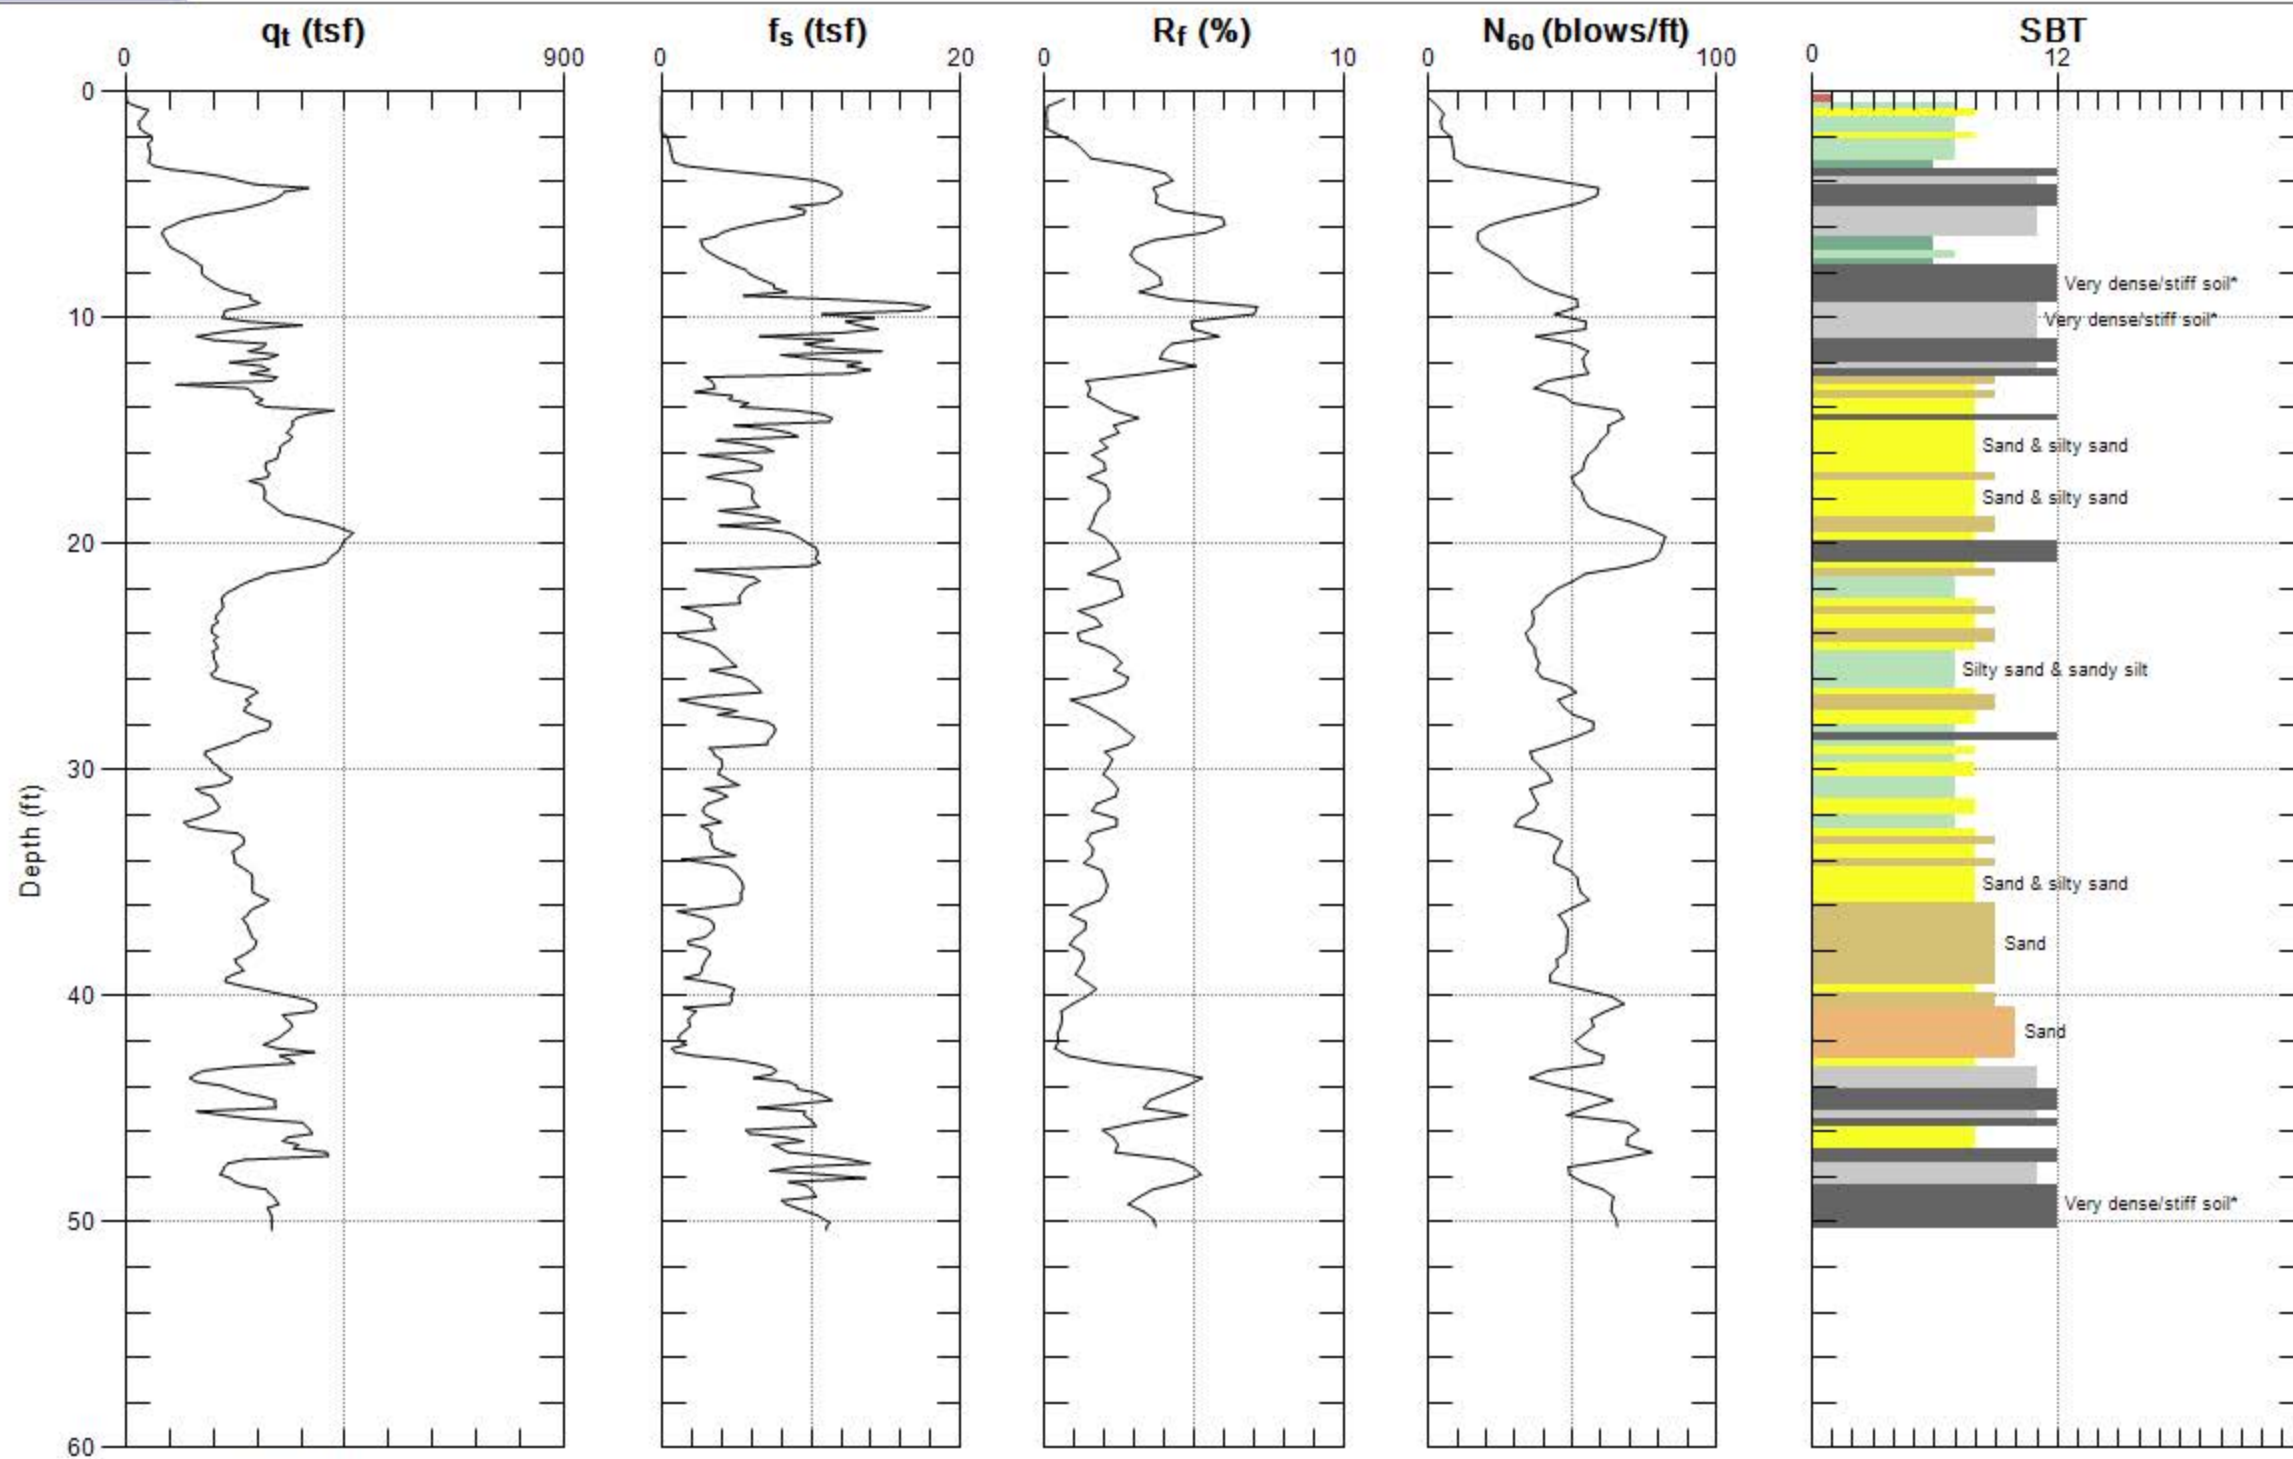 qt (tsf)
fs (tsf)
Rf (%)
N60 (blows/ft)
SBT
0 900
0 20
0 10
0 100
0 12
0
10
20
30
40
50
60
Depth (ft)
Very dense/stiff soil*
Very dense/stiff soil*
Sand & silty sand
Sand & silty sand
Silty sand & sandy silt
Sand & silty sand
Sand
Sand
Very dense/stiff soil*